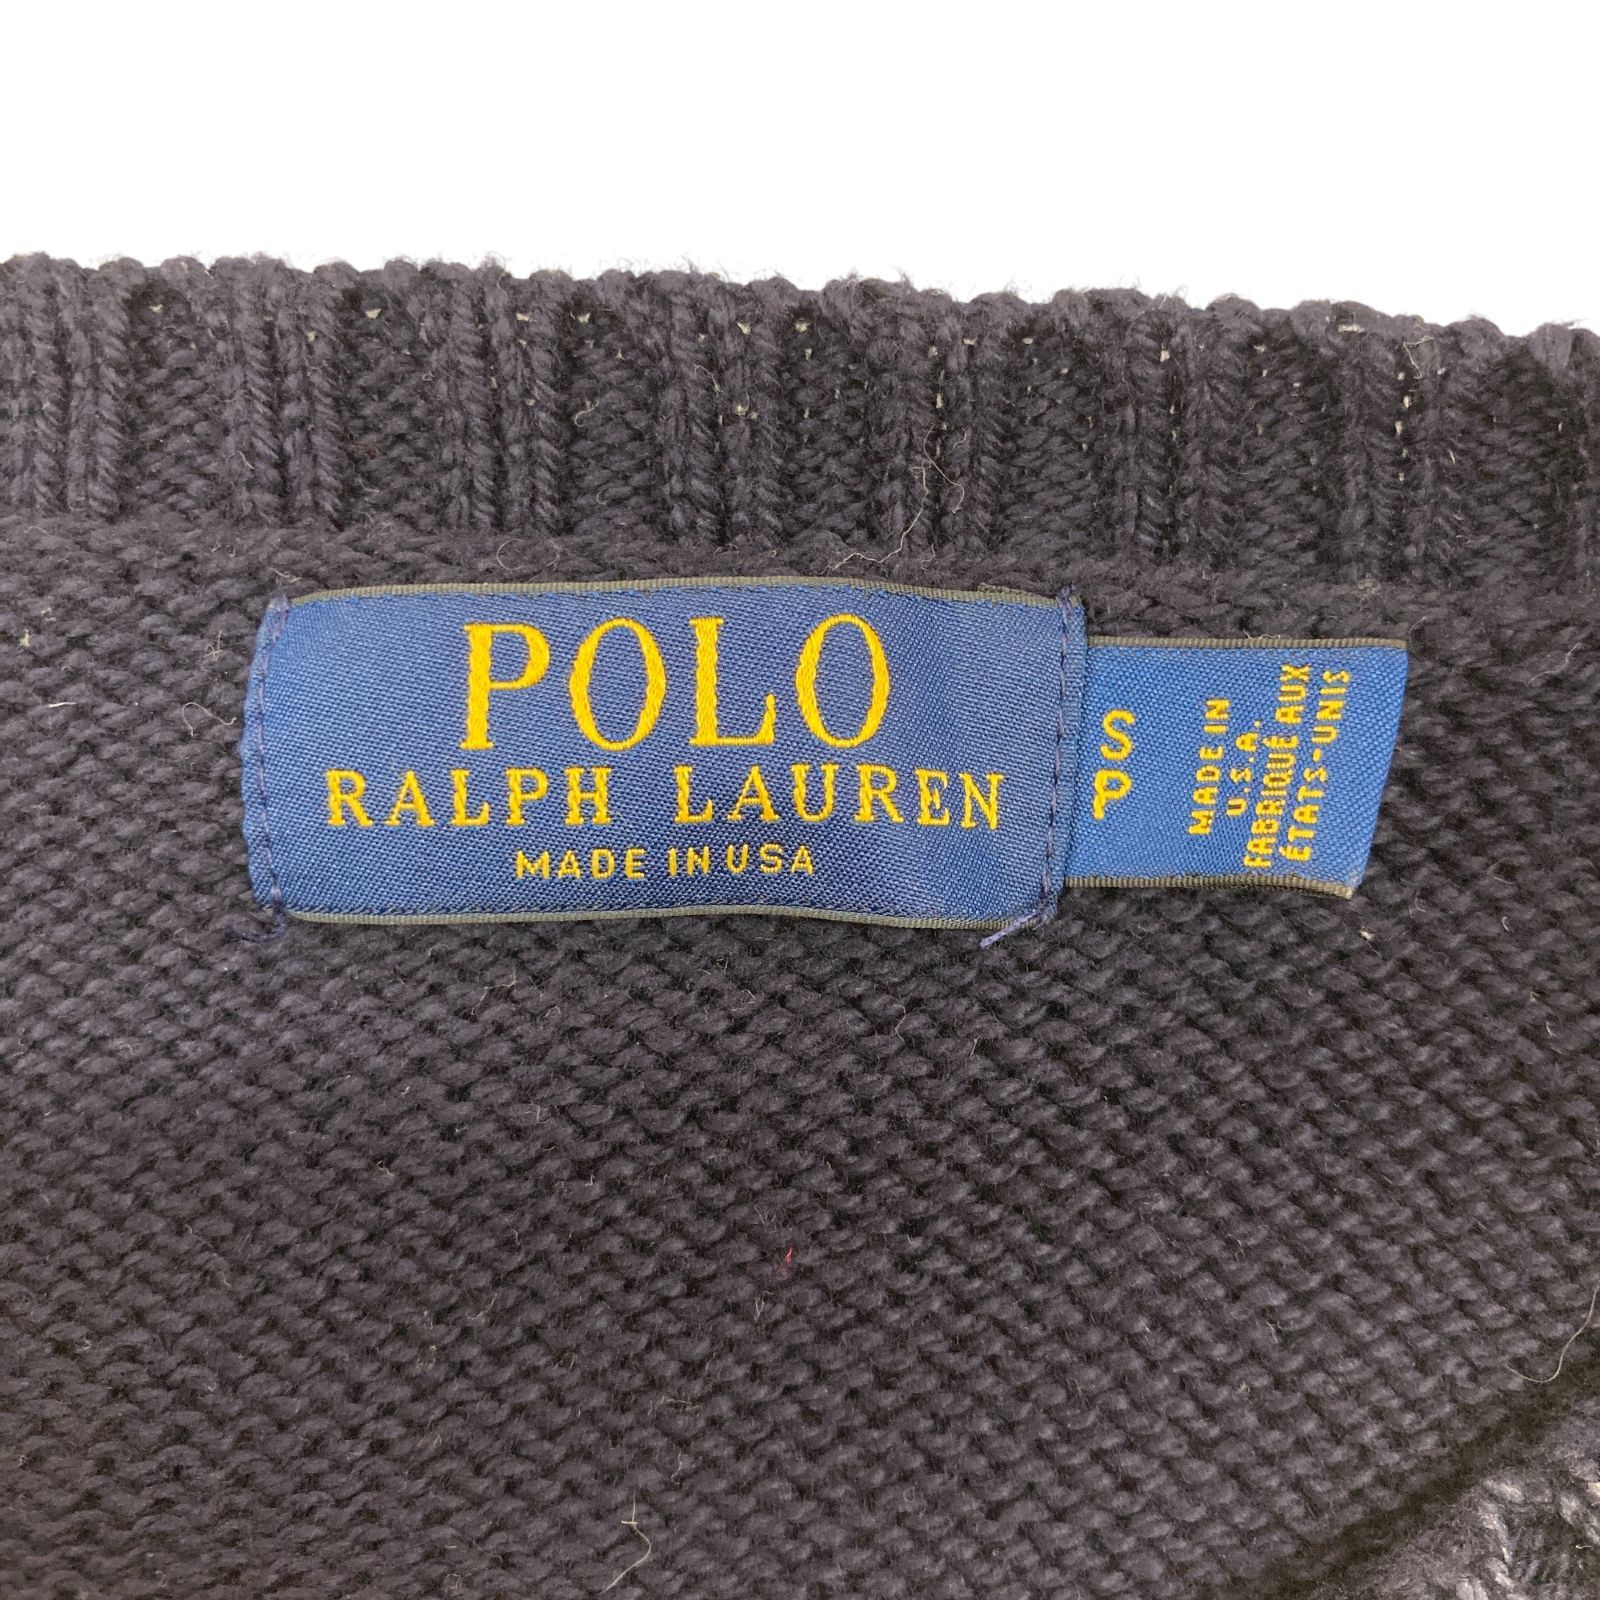 POLO
RALPH LAUREN
MADE IN USA
S
P
MADE IN
U.S.A.
FABRIQUÉ AUX
ÉTATS-UNIS